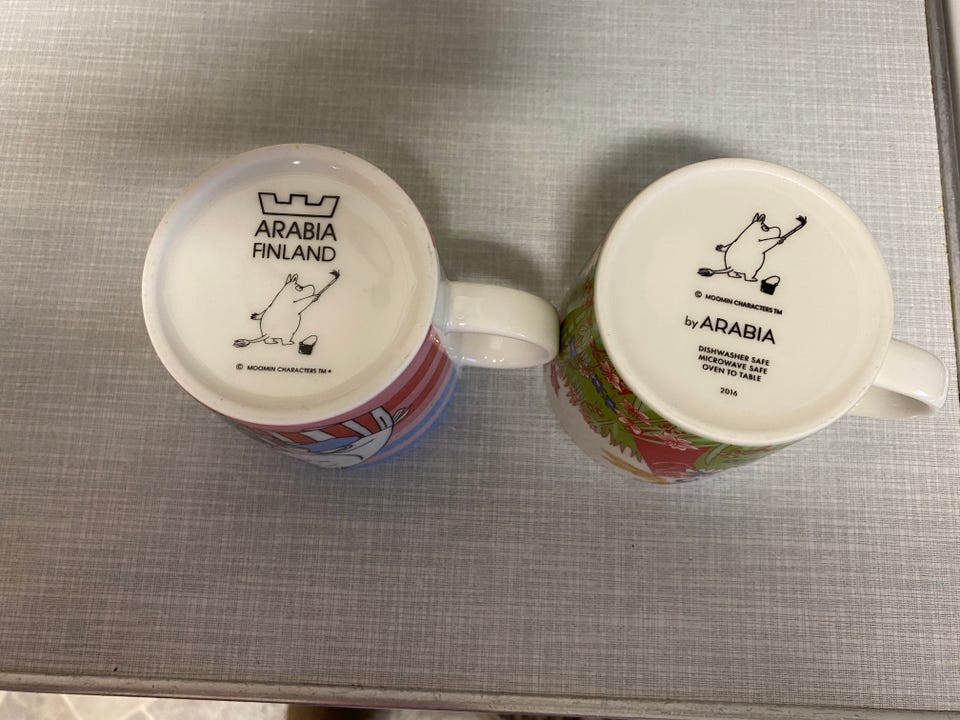 ARABIA
FINLAND
© MOOMIN CHARACTERS TM
© MOOMIN CHARACTERS TM
by ARABIA
DISHWASHER SAFE
MICROWAVE SAFE
OVEN TO TABLE
2016